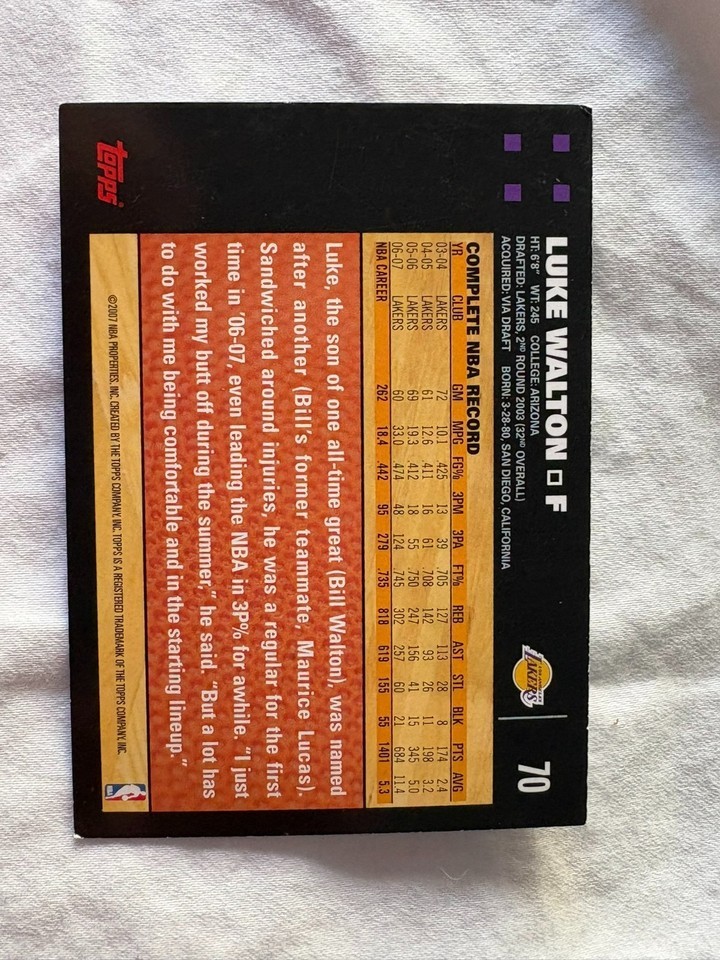 LUKE WALTON □ F
70
LOS ANGELES LAKERS
HT: 6'8" WT: 245 COLLEGE: ARIZONA
DRAFTED: LAKERS, 2ND ROUND 2003 (32ND OVERALL)
ACQUIRED: VIA DRAFT BORN: 3-28-80, SAN DIEGO, CALIFORNIA
COMPLETE NBA RECORD
YR CLUB GM MPG FG% 3PM 3PA FT% REB AST STL BLK PTS AVG
03-04 LAKERS 72 10.1 .425 13 39 .705 127 113 28 8 174 2.4
04-05 LAKERS 61 12.6 .411 16 61 .708 142 93 26 11 198 3.2
05-06 LAKERS 69 19.3 .412 18 55 .750 247 156 41 15 345 5.0
06-07 LAKERS 60 33.0 .474 48 124 .745 302 257 60 21 684 11.4
NBA CAREER 262 18.4 .442 95 279 .735 818 619 155 55 1401 5.3
Luke, the son of one all-time great (Bill Walton), was named
after another (Bill's former teammate, Maurice Lucas).
Sandwiched around injuries, he was a regular for the first
time in '06-07, even leading the NBA in 3P% for awhile. "I just
worked my butt off during the summer," he said. "But a lot has
to do with me being comfortable and in the starting lineup."
©2007 NBA PROPERTIES, INC. CREATED BY THE TOPPS COMPANY, INC. TOPPS IS A REGISTERED TRADEMARK OF THE TOPPS COMPANY, INC.
NBA
topps